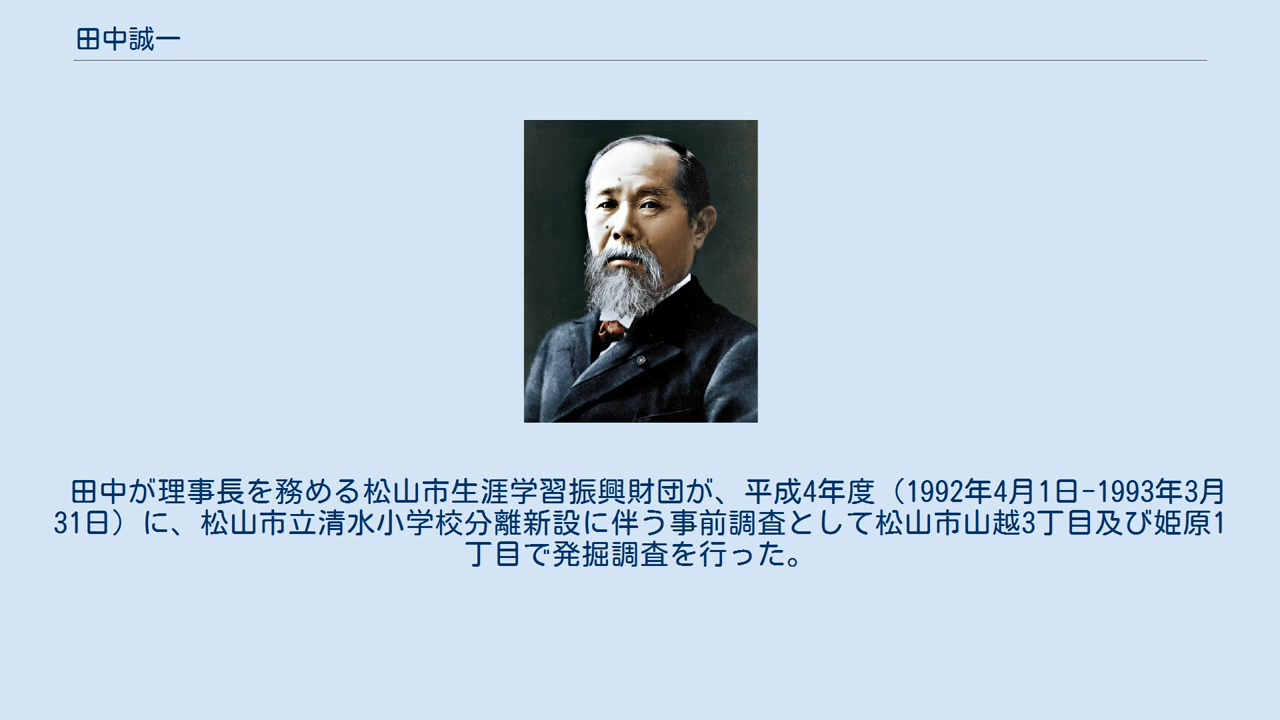 田中誠一
田中が理事長を務める松山市生涯学習振興財団が、平成4年度（1992年4月1日-1993年3月
31日）に、松山市立清水小学校分離新設に伴う事前調査として松山市山越3丁目及び姫原1
丁目で発掘調査を行った。